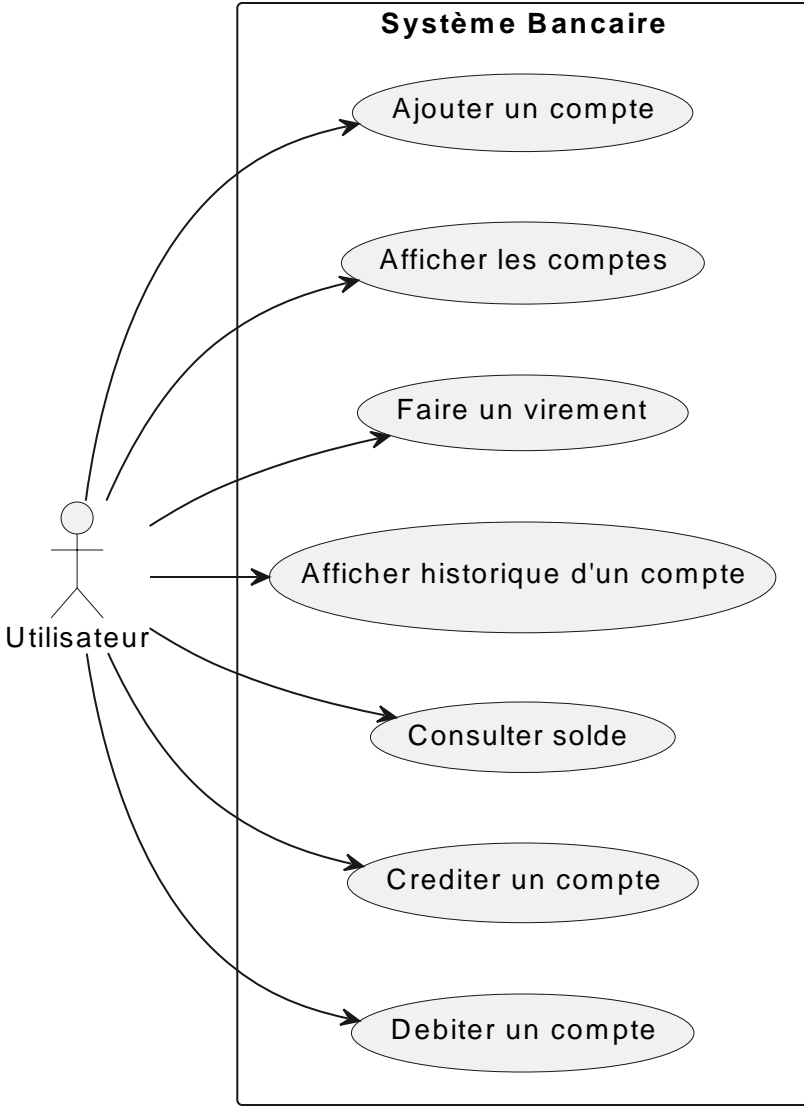 Système Bancaire
Ajouter un compte
Afficher les comptes
Faire un virement
Afficher historique d'un compte
Utilisateur
Consulter solde
Crediter un compte
Debiter un compte